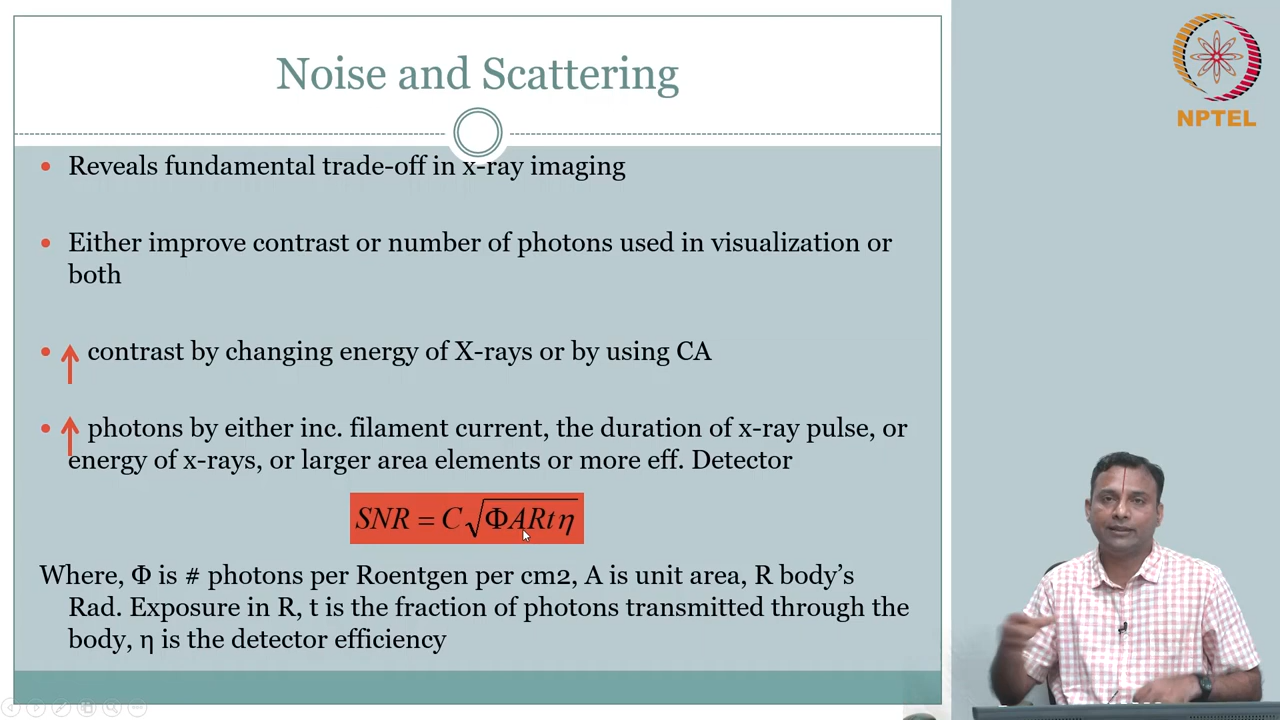 Noise and Scattering
NPTEL
• Reveals fundamental trade-off in x-ray imaging
• Either improve contrast or number of photons used in visualization or
both
• ↑ contrast by changing energy of X-rays or by using CA
• ↑ photons by either inc. filament current, the duration of x-ray pulse, or
energy of x-rays, or larger area elements or more eff. Detector
SNR = C√ΦARtη
Where, Φ is # photons per Roentgen per cm2, A is unit area, R body's
Rad. Exposure in R, t is the fraction of photons transmitted through the
body, η is the detector efficiency